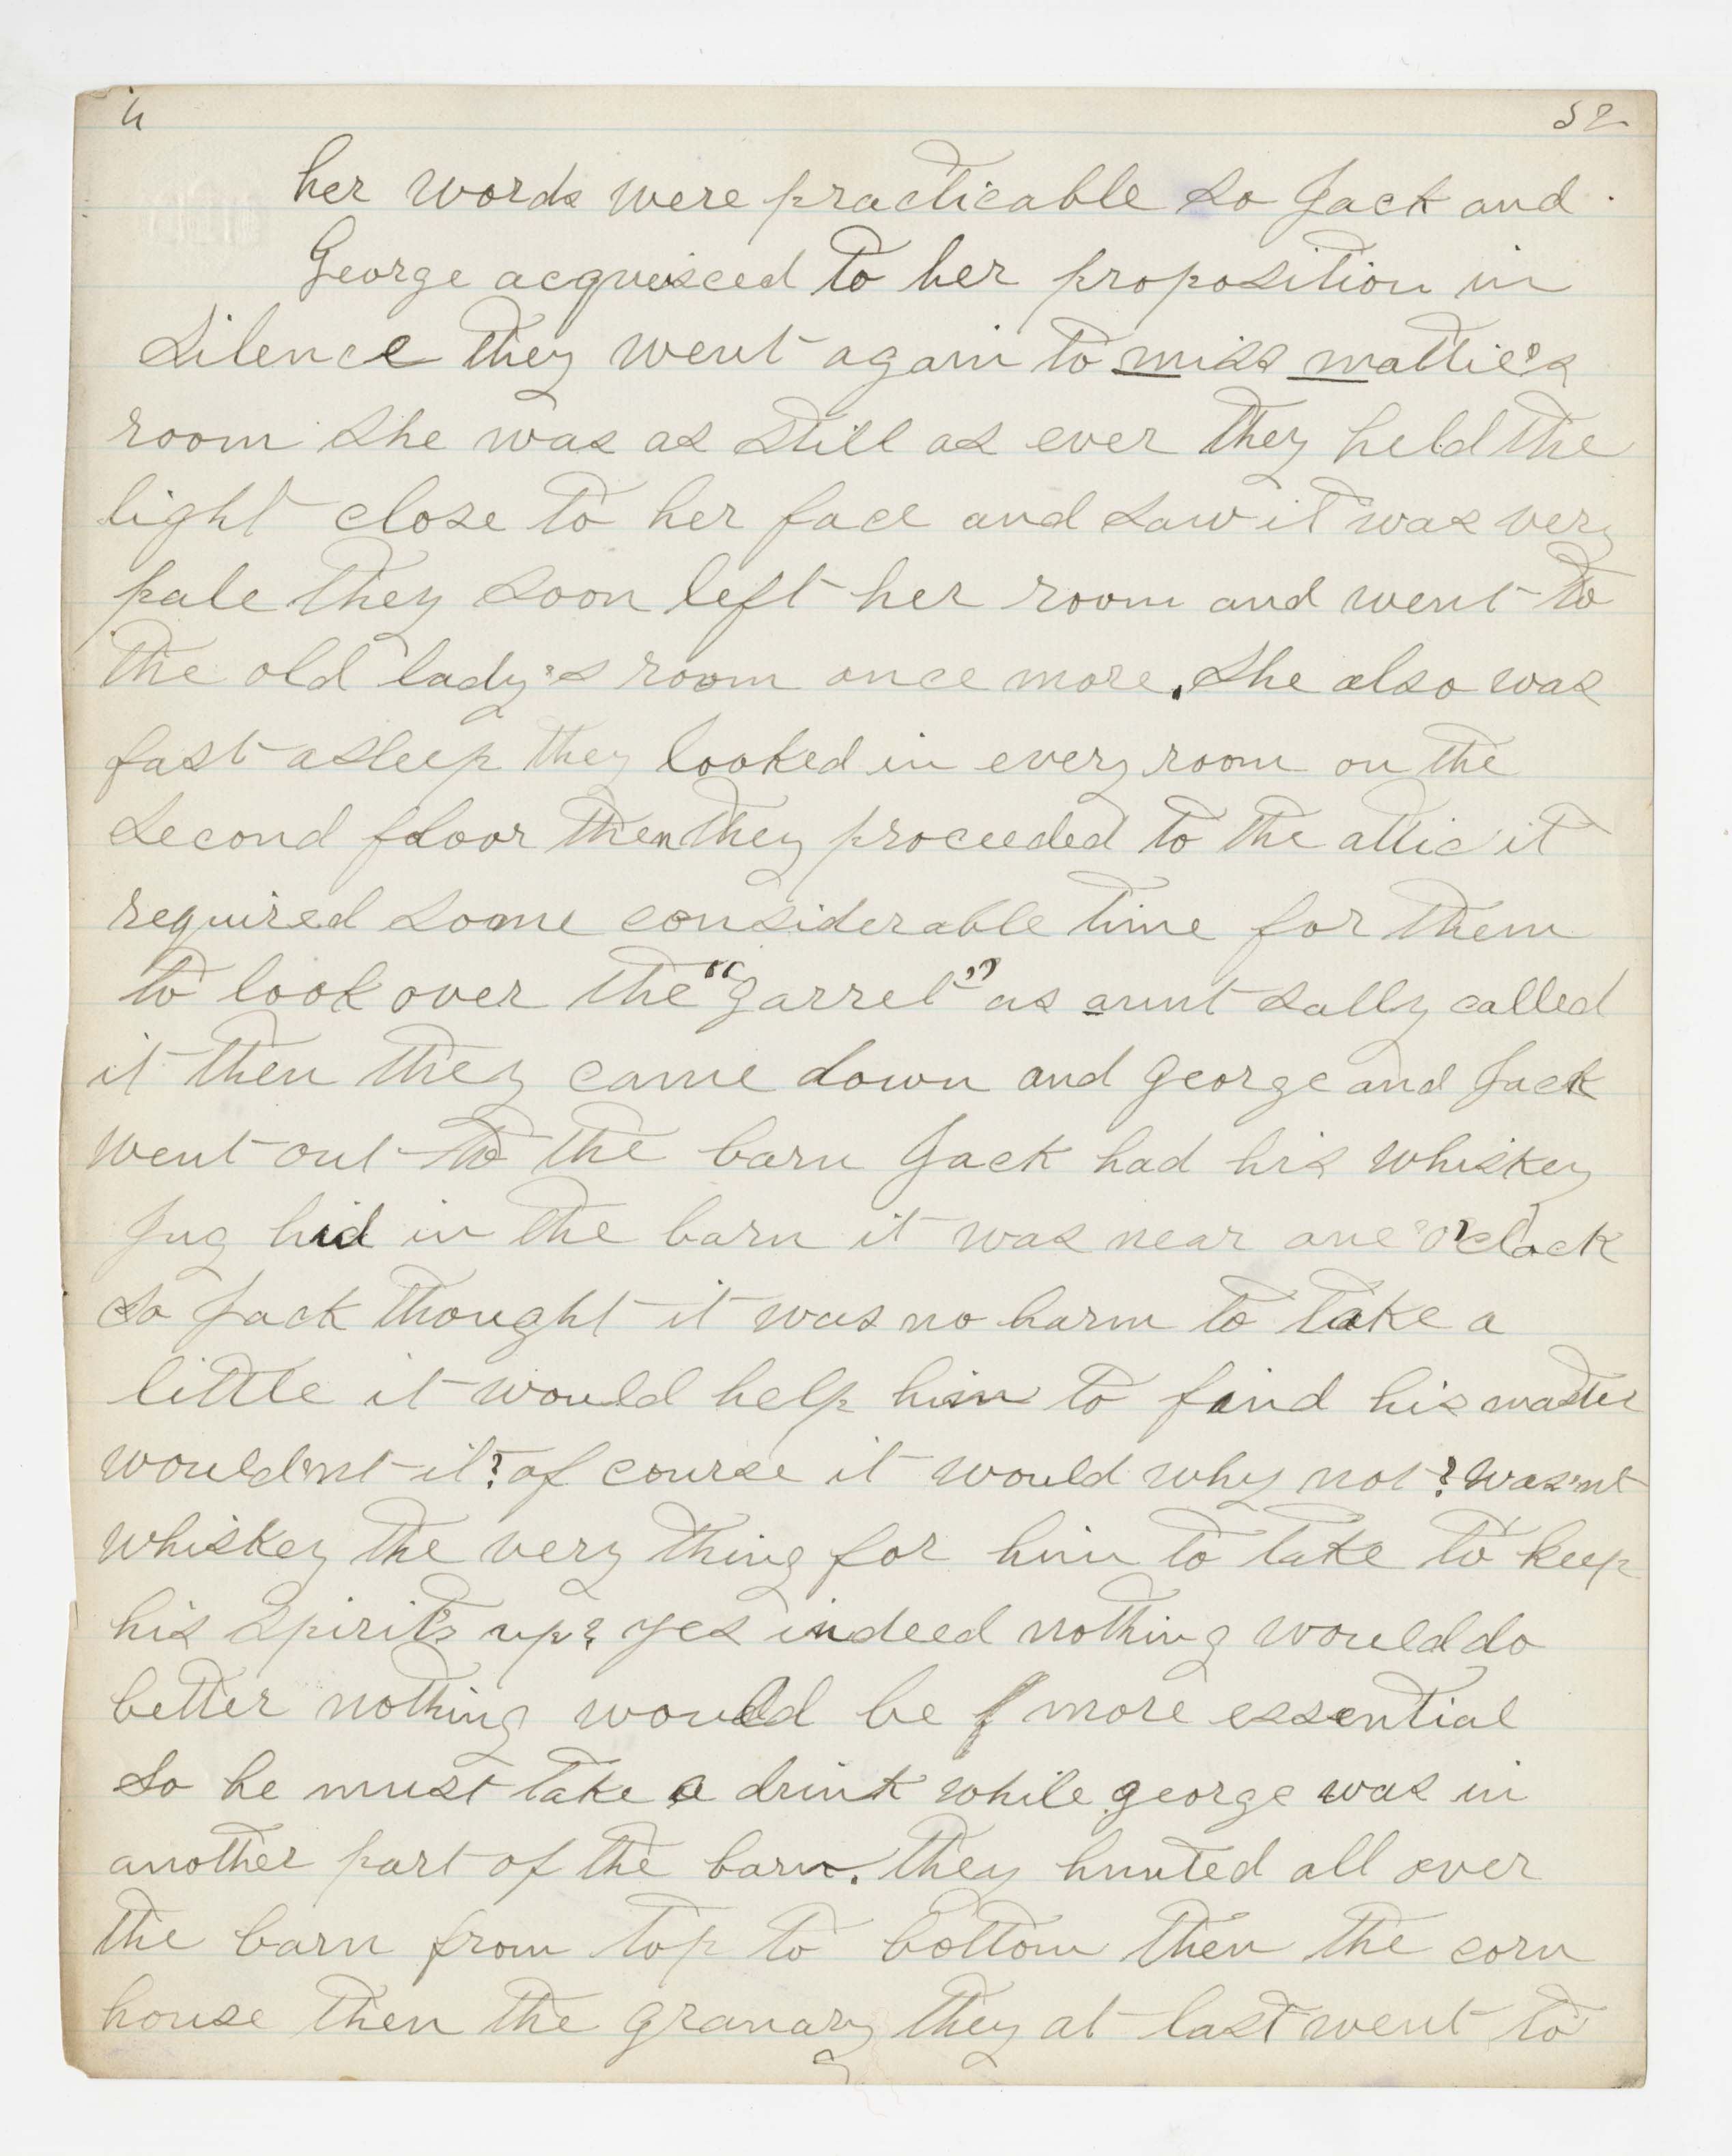 4 52
her words were practicable so Jack and
George acquesced to her proposition in
silence they went again to miss mattie's
room she was as still as ever they held the
light close to her face and saw it was very
pale they soon left her room and went to
the old lady's room once more. She also was
fast asleep they looked in every room on the
second floor then they proceeded to the attic it
required some considerable time for them
to look over the "garret" as aunt sally called
it then they came down and george and Jack
went out to the barn Jack had his whiskey
Jug hid in the barn it was near one o'clock
so Jack thought it was no harm to take a
little it would help him to find his master
would'nt it? of course it would why not? was'nt
whiskey the very thing for him to take to keep
his spirits up? yes indeed nothing would do
better nothing would be more essential
so he must take a drink while george was in
another part of the barn. they hunted all over
the barn from top to bottom then the corn
house then the granary they at last went to